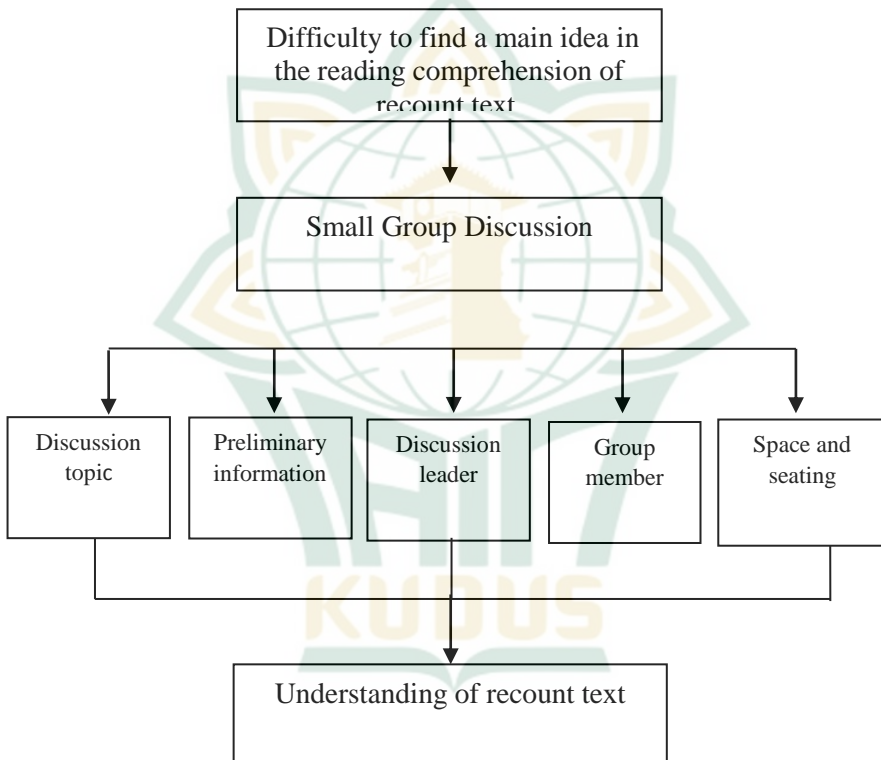 Difficulty to find a main idea in
the reading comprehension of
recount text
Small Group Discussion
Discussion
topic
Preliminary
information
Discussion
leader
Group
member
Space and
seating
KUDUS
Understanding of recount text